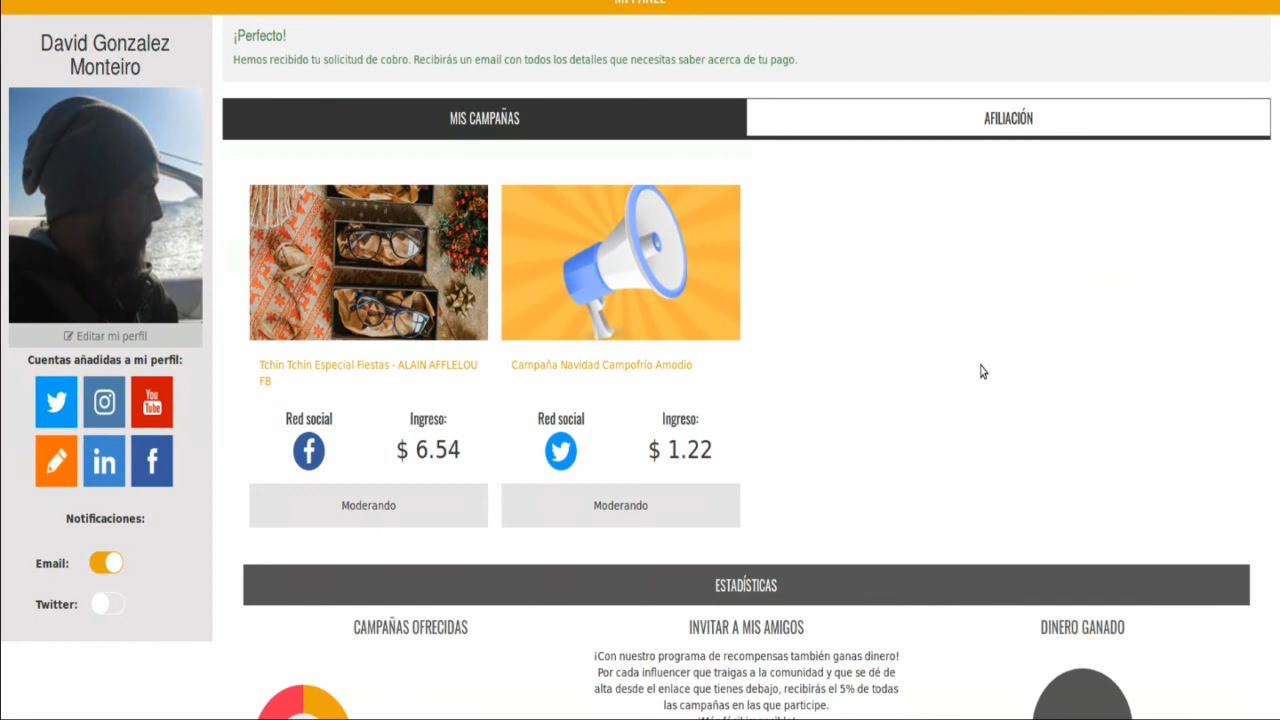 MI PANEL
David Gonzalez
Monteiro
Editar mi perfil
Cuentas añadidas a mi perfil:
You
Tube
in
f
Notificaciones:
Email:
Twitter:
¡Perfecto!
Hemos recibido tu solicitud de cobro. Recibirás un email con todos los detalles que necesitas saber acerca de tu pago.
MIS CAMPAÑAS
AFILIACIÓN
Tchin Tchin Especial Fiestas - ALAIN AFFLELOU
FB
Red social
Ingreso:
f
$ 6.54
Moderando
Campaña Navidad Campofrío Amodio
Red social
Ingreso:
$ 1.22
Moderando
ESTADÍSTICAS
CAMPAÑAS OFRECIDAS
INVITAR A MIS AMIGOS
¡Con nuestro programa de recompensas también ganas dinero!
Por cada influencer que traigas a la comunidad y que se dé de
alta desde el enlace que tienes debajo, recibirás el 5% de todas
las campañas en las que participe.
DINERO GANADO